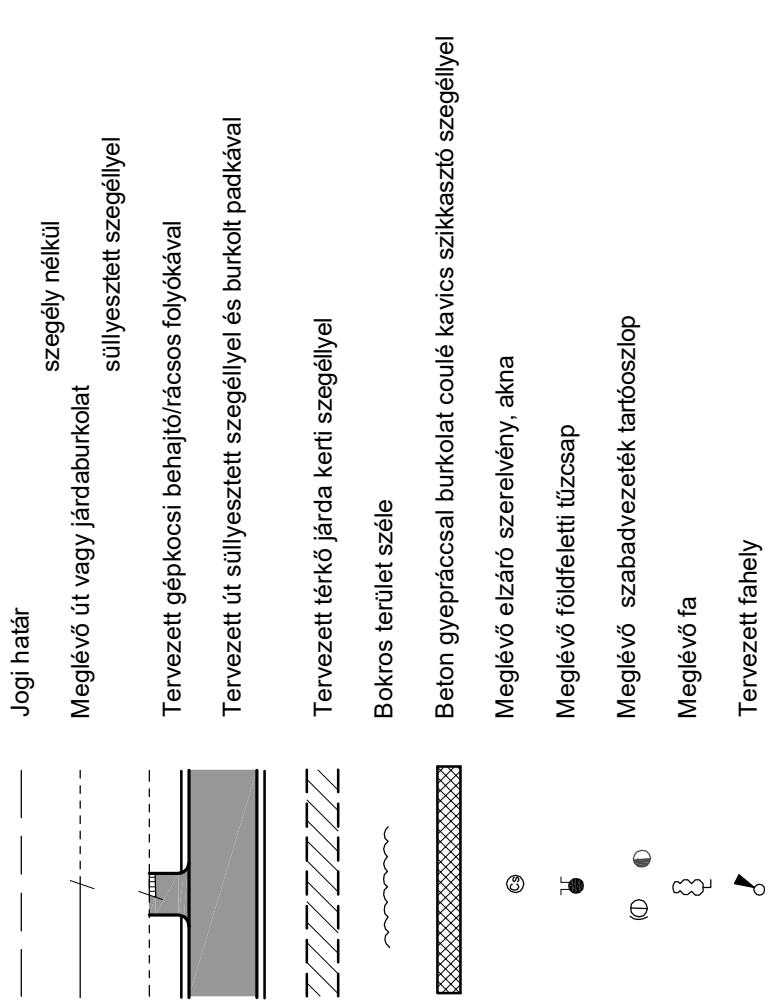 Jogi határ
szegély nélkül
Meglévő út vagy járdaburkolat
süllyesztett szegéllyel
Tervezett gépkocsi behajtó/rácsos folyókával
Tervezett út süllyesztett szegéllyel és burkolt padkával
Tervezett térkő járda kerti szegéllyel
Bokros terület széle
Beton gyepráccsal burkolat coulé kavics szikkasztó szegéllyel
Meglévő elzáró szerelvény, akna
Cs
Meglévő földfeletti tűzcsap
Meglévő szabadvezeték tartóoszlop
Meglévő fa
Tervezett fahely